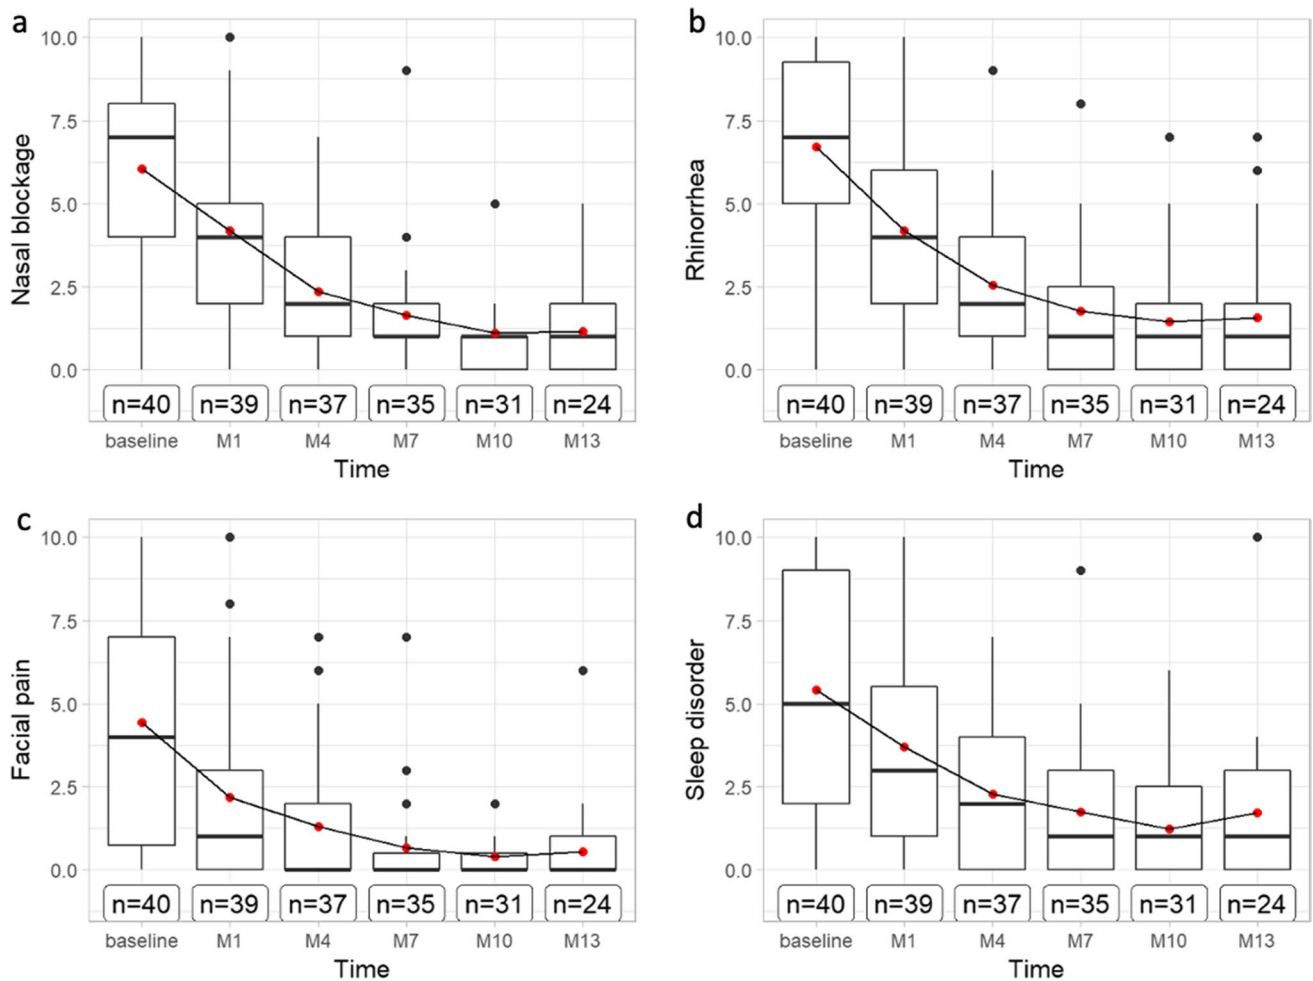 a
Nasal blockage
10.0
7.5
5.0
2.5
0.0
n=40 n=39 n=37 n=35 n=31 n=24
baseline M1 M4 M7 M10 M13
Time
b
Rhinorrhea
10.0
7.5
5.0
2.5
0.0
n=40 n=39 n=37 n=35 n=31 n=24
baseline M1 M4 M7 M10 M13
Time
c
Facial pain
10.0
7.5
5.0
2.5
0.0
n=40 n=39 n=37 n=35 n=31 n=24
baseline M1 M4 M7 M10 M13
Time
d
Sleep disorder
10.0
7.5
5.0
2.5
0.0
n=40 n=39 n=37 n=35 n=31 n=24
baseline M1 M4 M7 M10 M13
Time